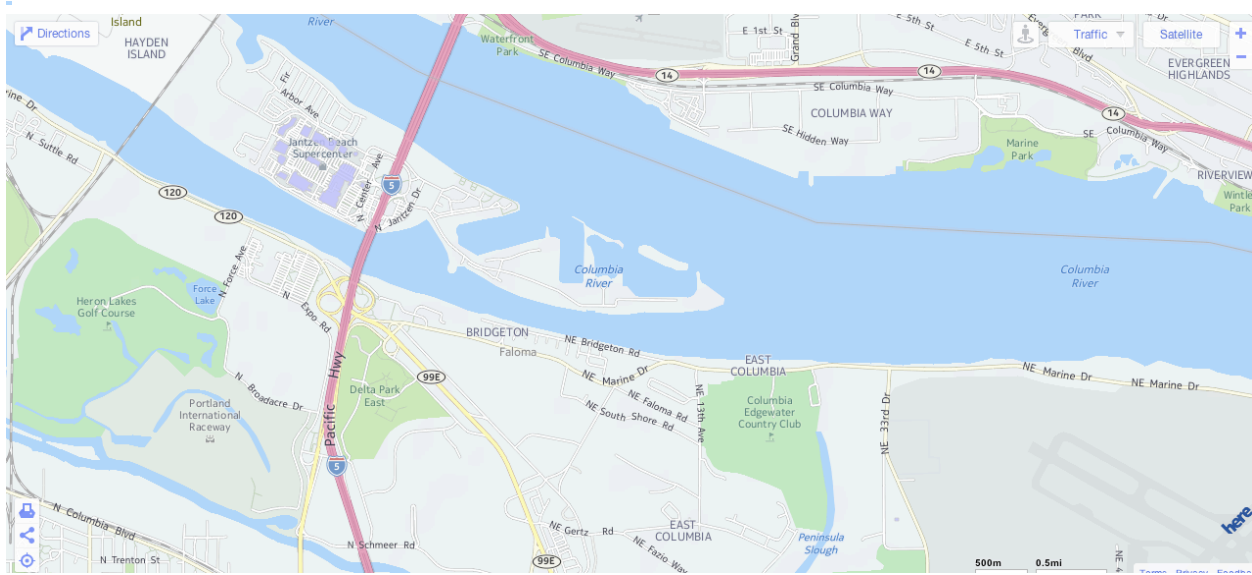 Island
River
Directions
HAYDEN
ISLAND
Waterfront
Park
SE Columbia Way
E 1st St
Grand Blv
E 5th St
E 5th St
PARK
Traffic
Satellite
+
−
Blvd
EVERGREEN
HIGHLANDS
14
14
14
SE Columbia Way
COLUMBIA WAY
SE Hidden Way
SE Columbia Way
Marine
Park
RIVERVIEW
Park
Fir
Arbor Ave
Jantzen Beach
Supercenter
N Center Ave
N Jantzen Dr
5
rine Dr
N Suttle Rd
120
120
N Force Ave
Force
Lake
Heron Lakes
Golf Course
N Expo Rd
Columbia
River
Columbia
River
BRIDGETON
Faloma
NE Bridgeton Rd
NE Marine Dr
NE Marine Dr
NE Marine Dr
EAST
COLUMBIA
99E
Pacific Hwy
Delta Park
East
N Broadacre Dr
Portland
International
Raceway
NE Faloma Rd
NE South Shore Rd
NE 13th Ave
Columbia
Edgewater
Country Club
NE 33rd Dr
5
N Columbia Blvd
N Trenton St
N Schmeer Rd
NE Gertz Rd
EAST
COLUMBIA
NE Fazio Way
99E
Peninsula
Slough
here
500m
0.5mi
NE 4